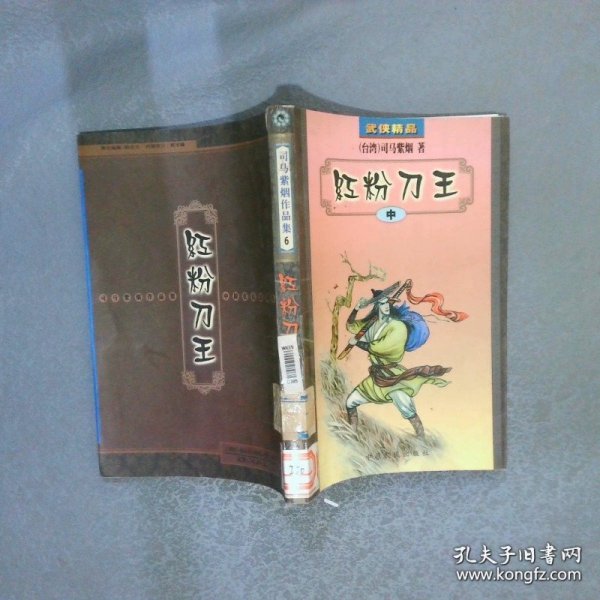 武侠精品
(台湾)司马紫烟 著
红粉刀王
中
司马紫烟作品集
6
红粉刀
红粉刀王
孔夫子旧书网
www.kongfz.com